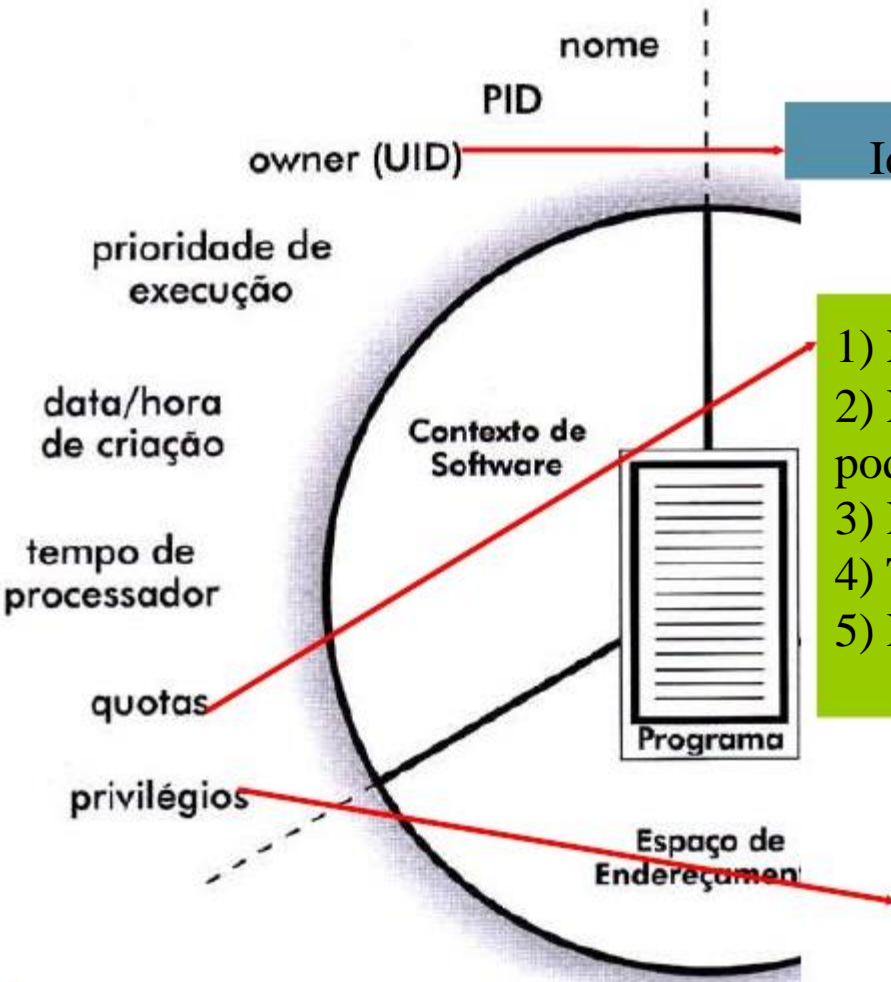 nome
PID
owner (UID)
prioridade de
execução
data/hora
de criação
tempo de
processador
quotas
privilégios
Contexto de
Software
Programa
Espaço de
1)
2)
3)
4)
5)